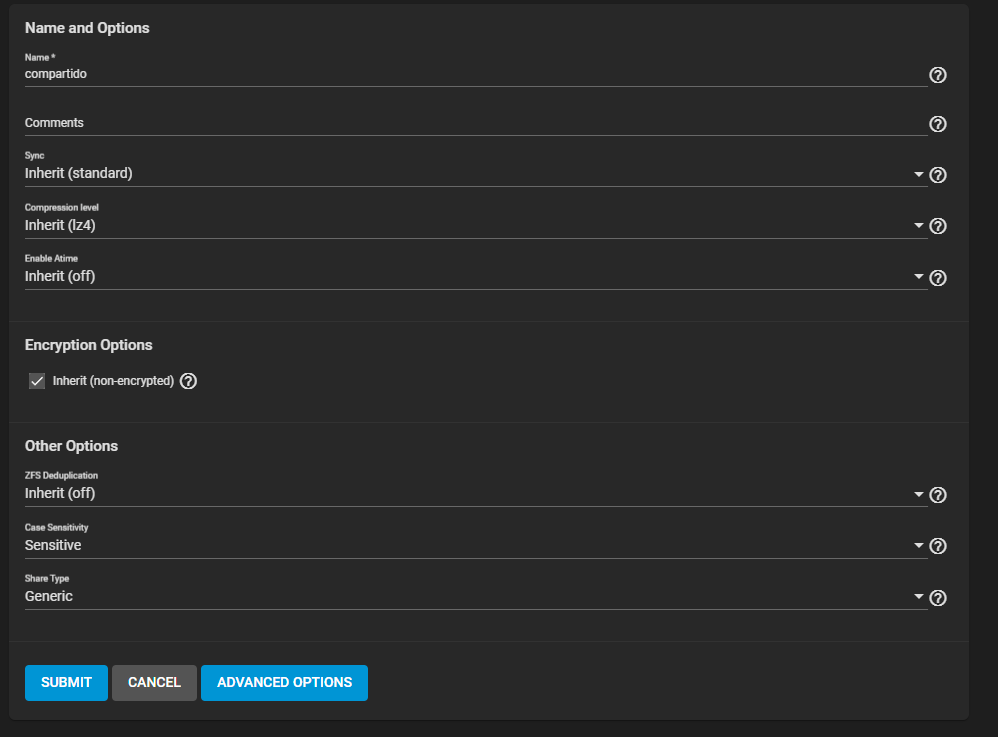 Name and Options
Name *
compartido
Comments
Sync
Inherit (standard)
Compression level
Inherit (lz4)
Enable Atime
Inherit (off)
Encryption Options
Inherit (non-encrypted)
Other Options
ZFS Deduplication
Inherit (off)
Case Sensitivity
Sensitive
Share Type
Generic
SUBMIT CANCEL ADVANCED OPTIONS